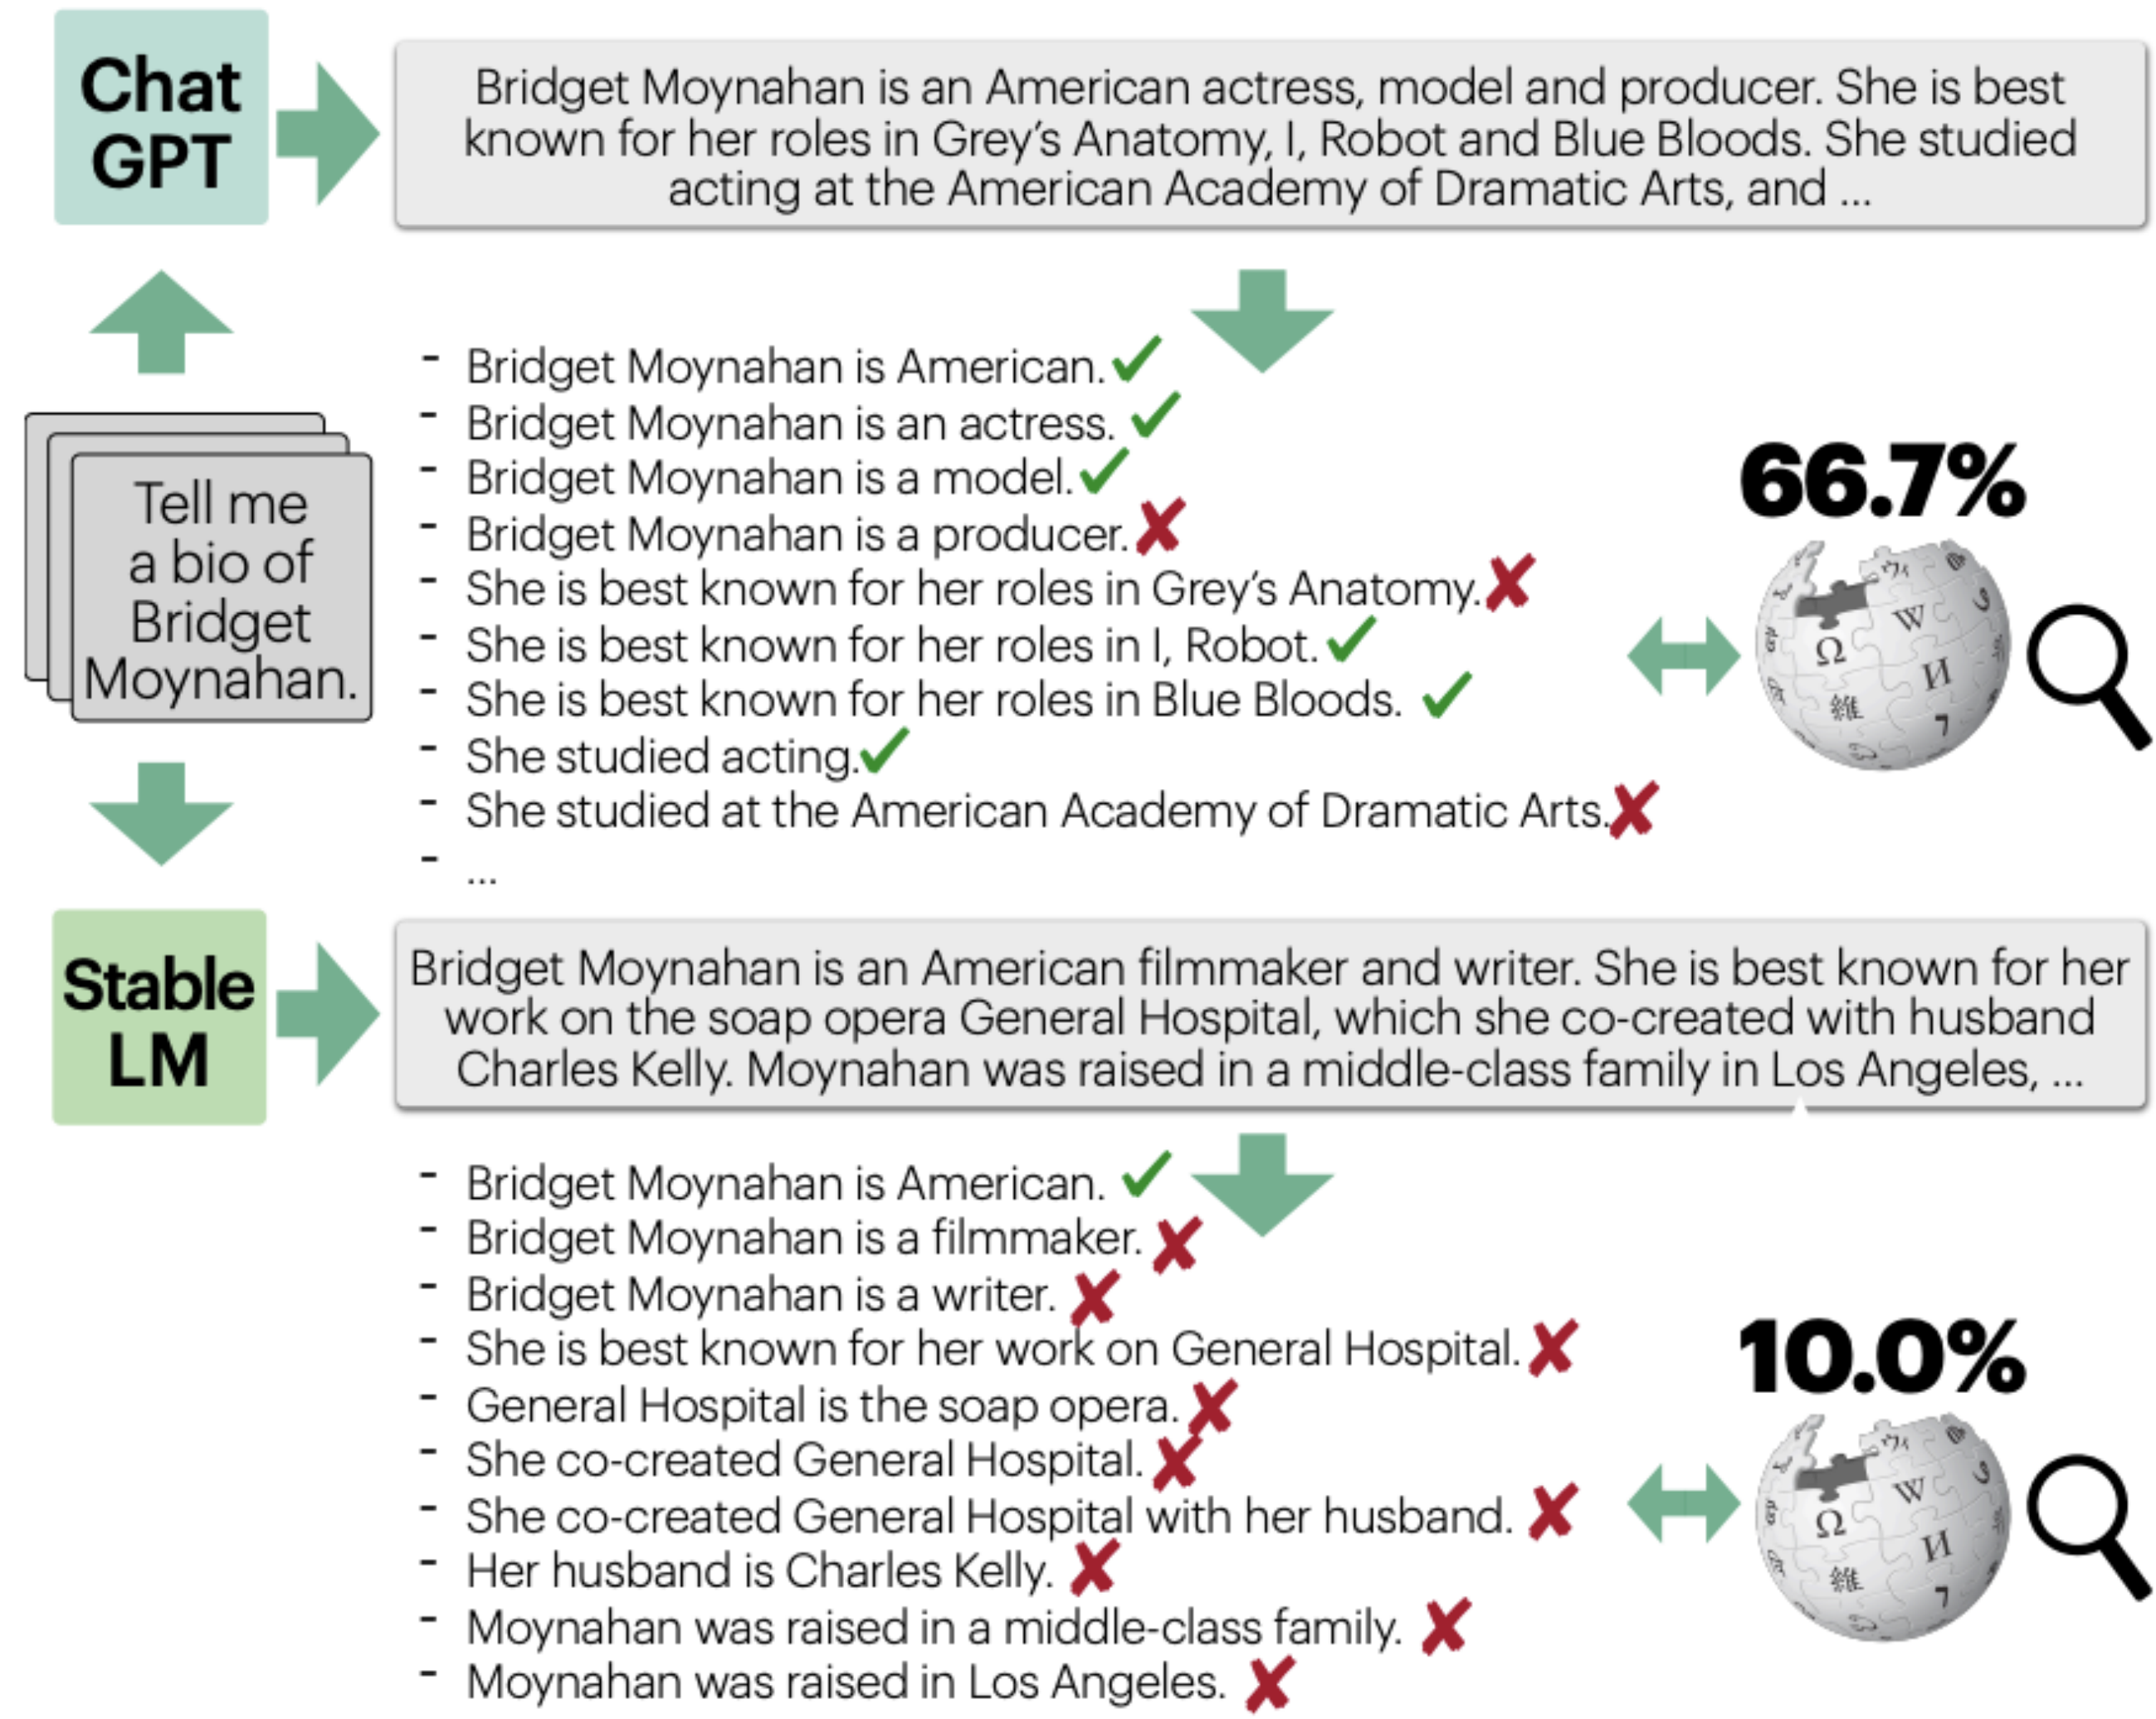 Chat
GPT
Bridget Moynahan is an American actress, model and producer. She is best
known for her roles in Grey's Anatomy, I, Robot and Blue Bloods. She studied
acting at the American Academy of Dramatic Arts, and ...
Tell me
a bio of
Bridget
Moynahan.
- Bridget Moynahan is American. ✓
- Bridget Moynahan is an actress. ✓
- Bridget Moynahan is a model. ✓
- Bridget Moynahan is a producer. ✘
- She is best known for her roles in Grey's Anatomy. ✘
- She is best known for her roles in I, Robot. ✓
- She is best known for her roles in Blue Bloods. ✓
- She studied acting. ✓
- She studied at the American Academy of Dramatic Arts. ✘
- ...
66.7%
Ω W И 維
Stable
LM
Bridget Moynahan is an American filmmaker and writer. She is best known for her
work on the soap opera General Hospital, which she co-created with husband
Charles Kelly. Moynahan was raised in a middle-class family in Los Angeles, ...
- Bridget Moynahan is American. ✓
- Bridget Moynahan is a filmmaker. ✘
- Bridget Moynahan is a writer. ✘
- She is best known for her work on General Hospital. ✘
- General Hospital is the soap opera. ✘
- She co-created General Hospital. ✘
- She co-created General Hospital with her husband. ✘
- Her husband is Charles Kelly. ✘
- Moynahan was raised in a middle-class family. ✘
- Moynahan was raised in Los Angeles. ✘
10.0%
Ω W И 維